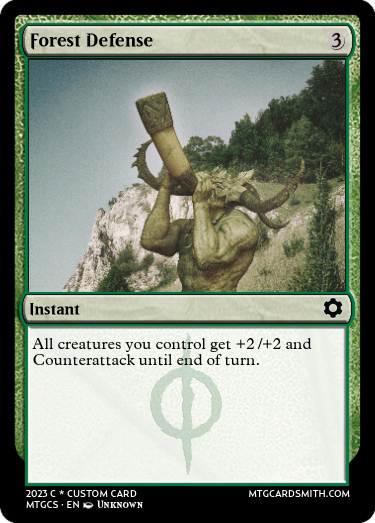 Forest Defense 3
Instant
All creatures you control get +2/+2 and
Counterattack until end of turn.
2023 C * CUSTOM CARD
MTGCARDSMITH.COM
MTGCS · EN UNKNOWN